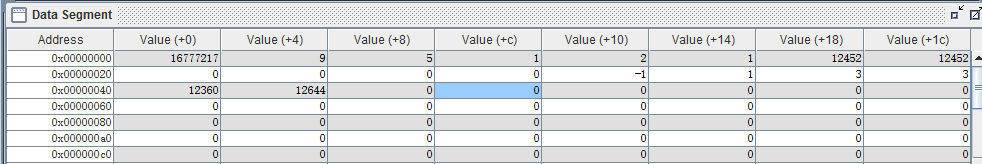 Data Segment
Address Value (+0) Value (+4) Value (+8) Value (+c) Value (+10) Value (+14) Value (+18) Value (+1c)
0x00000000 16777217 9 5 1 2 1 12452 12452
0x00000020 0 0 0 0 -1 1 3 3
0x00000040 12360 12644 0 0 0 0 0 0
0x00000060 0 0 0 0 0 0 0 0
0x00000080 0 0 0 0 0 0 0 0
0x000000a0 0 0 0 0 0 0 0 0
0x000000c0 0 0 0 0 0 0 0 0